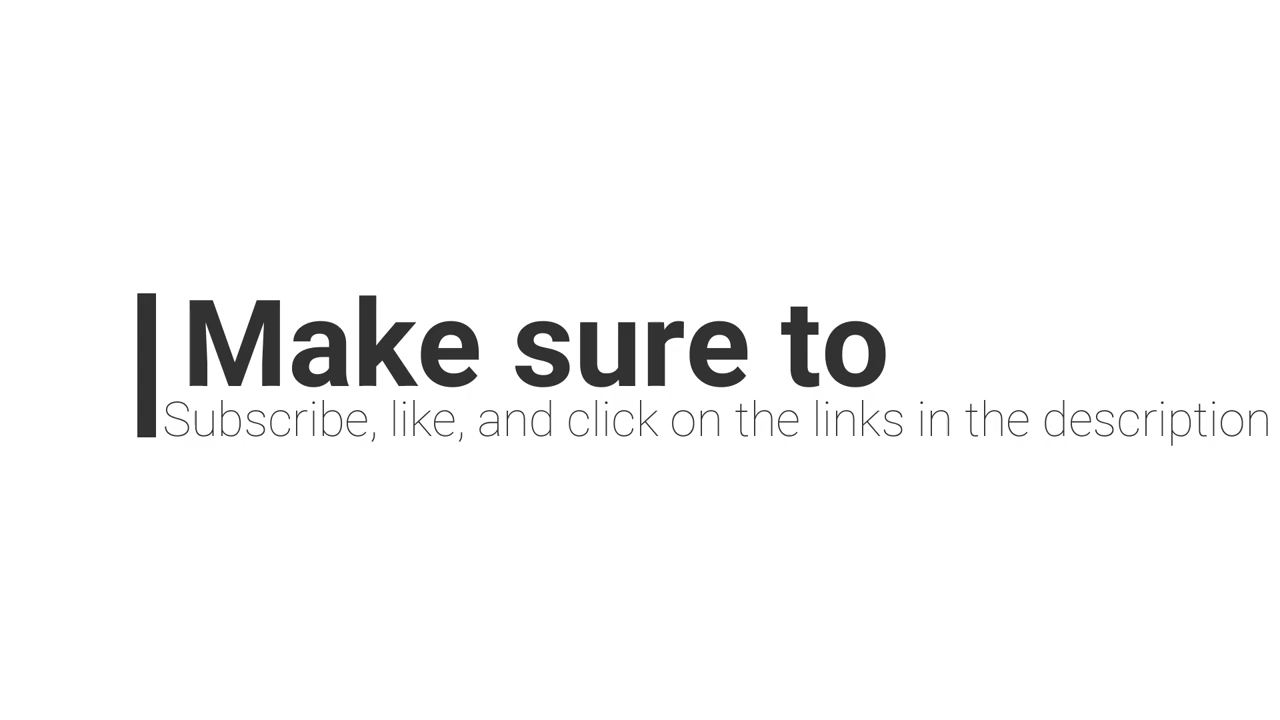 Make sure to
Subscribe, like, and click on the links in the description